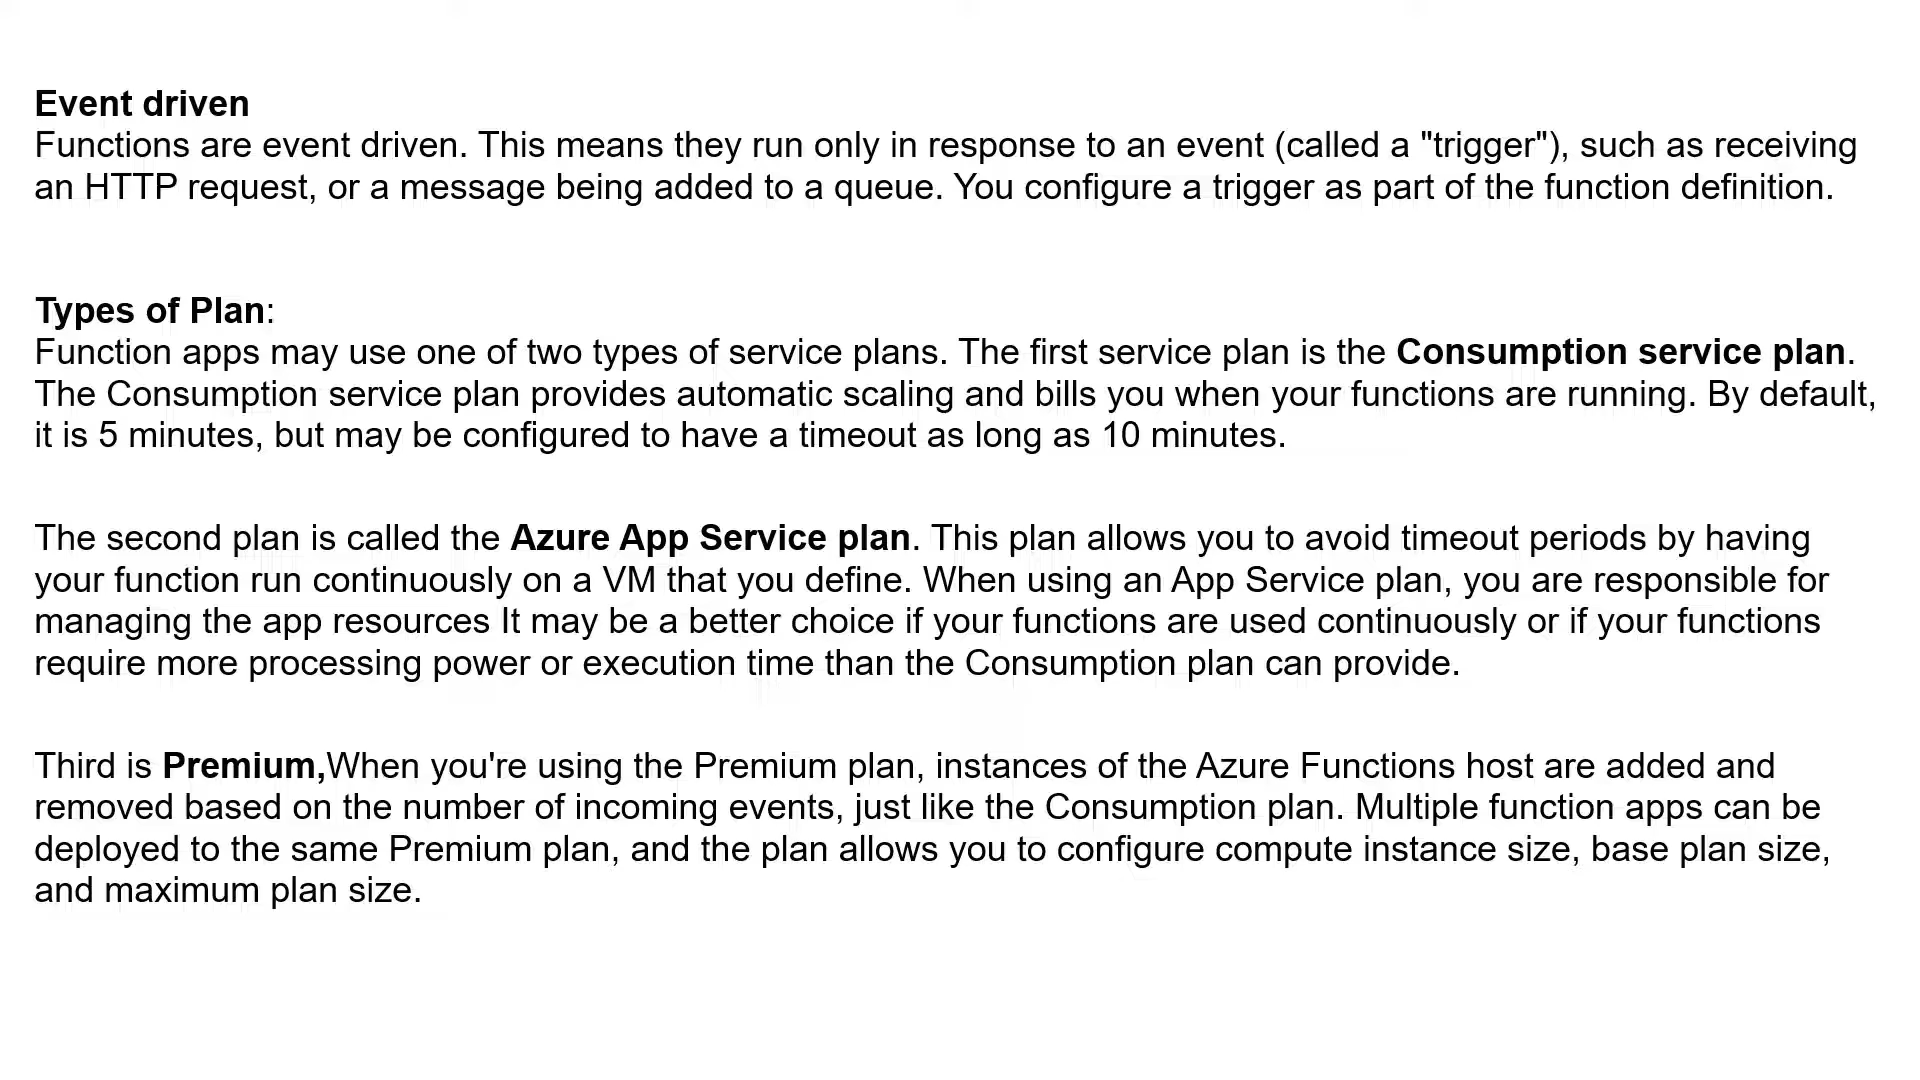 Event driven
Functions are event driven. This means they run only in response to an event (called a "trigger"), such as receiving
an HTTP request, or a message being added to a queue. You configure a trigger as part of the function definition.
Types of Plan:
Function apps may use one of two types of service plans. The first service plan is the Consumption service plan.
The Consumption service plan provides automatic scaling and bills you when your functions are running. By default,
it is 5 minutes, but may be configured to have a timeout as long as 10 minutes.
The second plan is called the Azure App Service plan. This plan allows you to avoid timeout periods by having
your function run continuously on a VM that you define. When using an App Service plan, you are responsible for
managing the app resources It may be a better choice if your functions are used continuously or if your functions
require more processing power or execution time than the Consumption plan can provide.
Third is Premium,When you're using the Premium plan, instances of the Azure Functions host are added and
removed based on the number of incoming events, just like the Consumption plan. Multiple function apps can be
deployed to the same Premium plan, and the plan allows you to configure compute instance size, base plan size,
and maximum plan size.